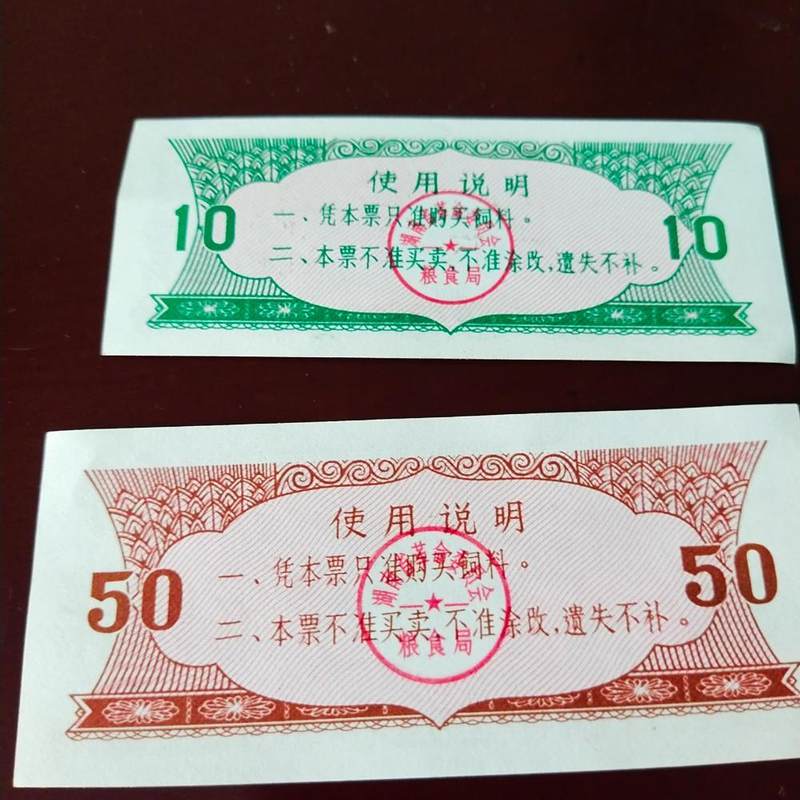 使用说明
一、凭本票只准购买饲料。
二、本票不准买卖,不准涂改,遗失不补。
10
10
粮食局
使用说明
一、凭本票只准购买饲料。
二、本票不准买卖,不准涂改,遗失不补。
50
50
粮食局